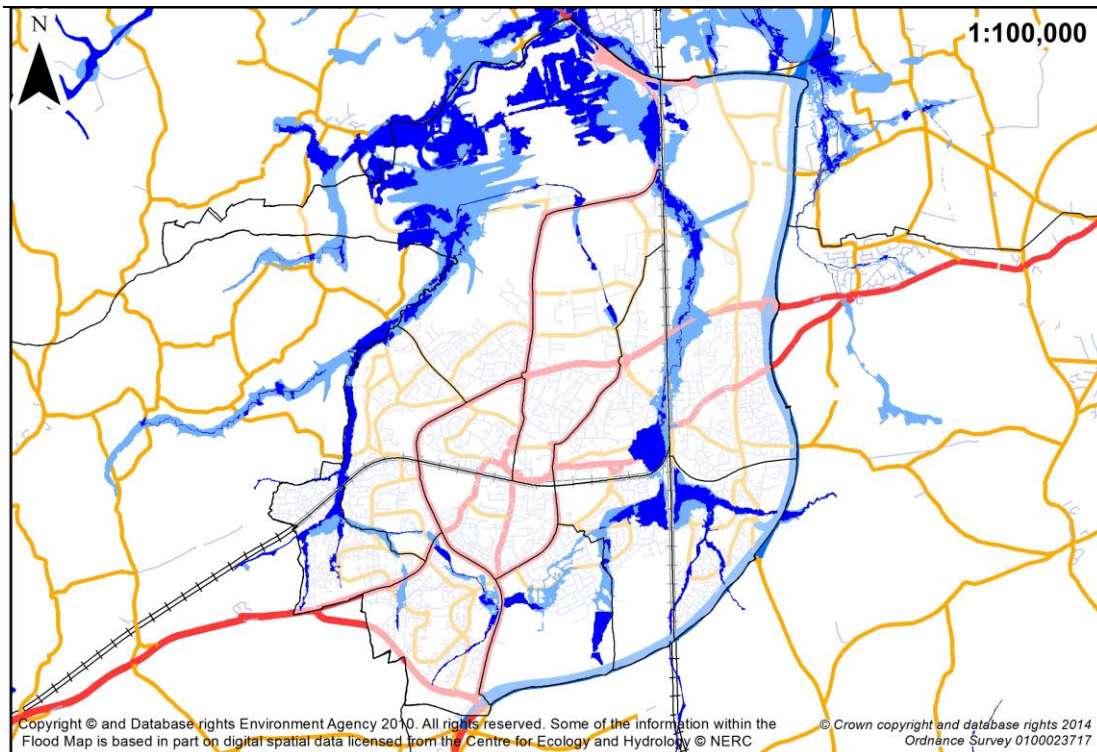 N
1:100,000
Copyright © and Database rights Environment Agency 2010. All rights reserved. Some of the information within the
Flood Map is based in part on digital spatial data licensed from the Centre for Ecology and Hydrology © NERC
© Crown copyright and database rights 2014
Ordnance Survey 0100023717